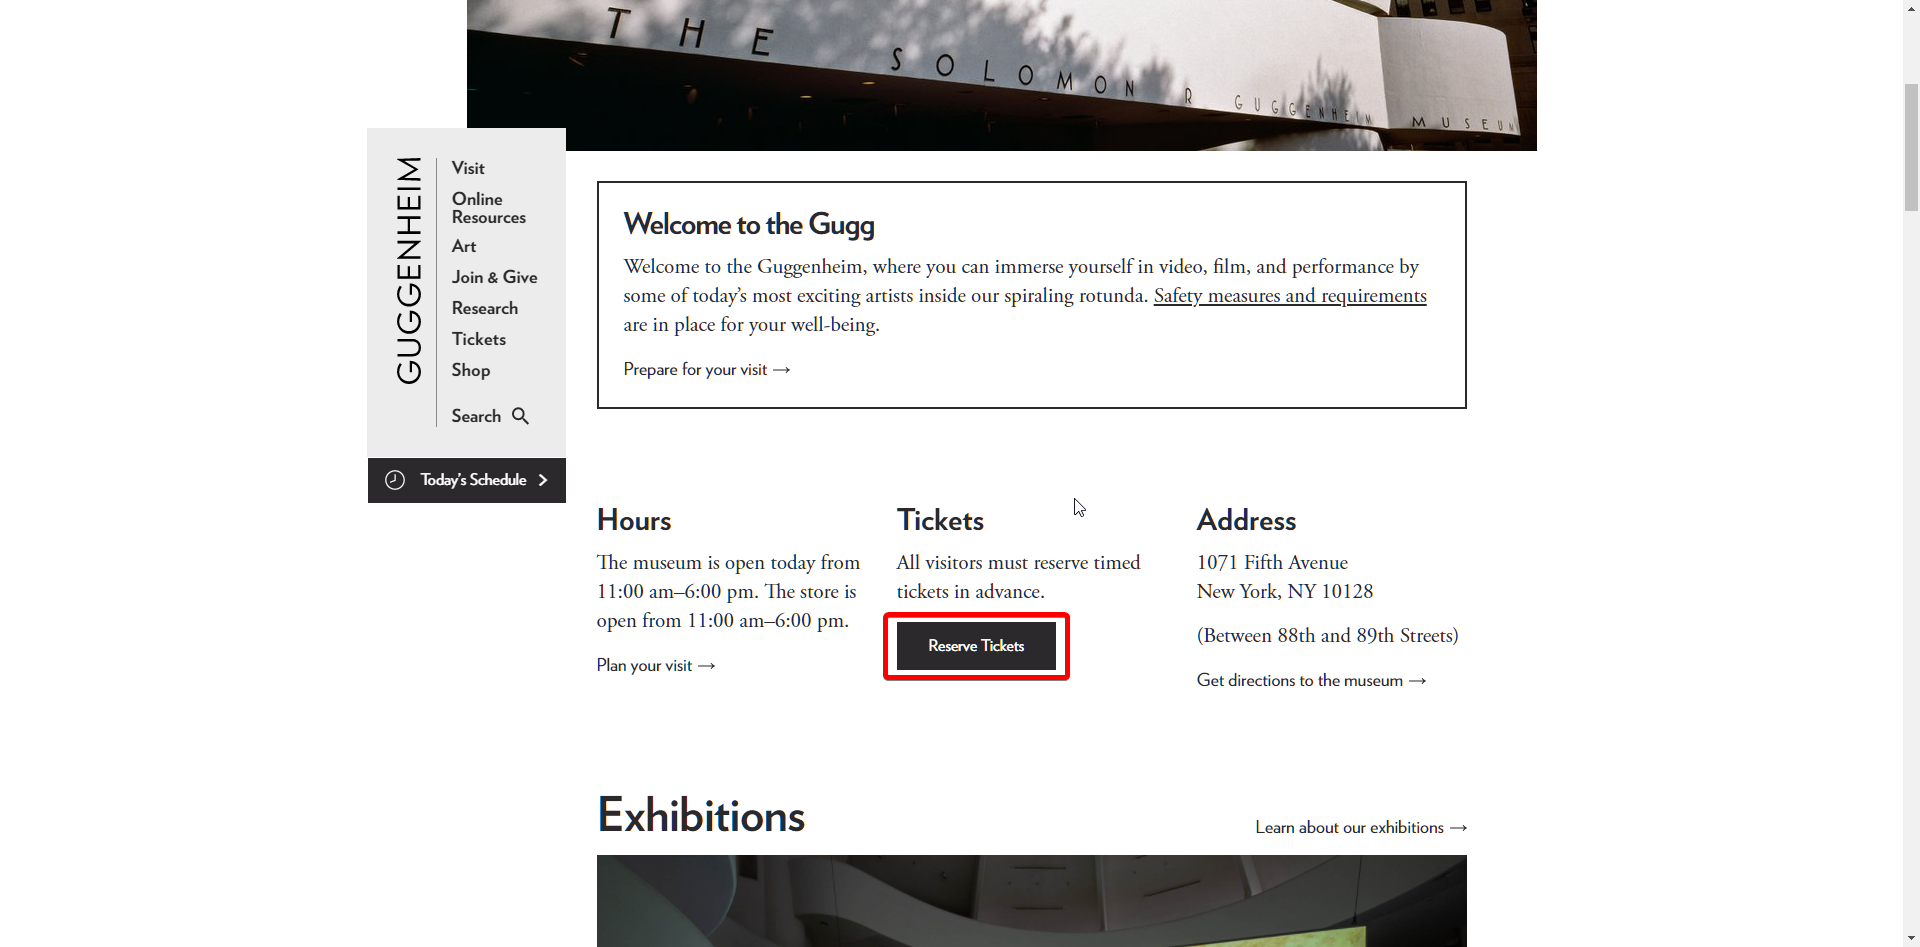 THE SOLOMON R GUGGENHEIM MUSEUM
GUGGENHEIM
Visit
Online
Resources
Art
Join & Give
Research
Tickets
Shop
Search
Today's Schedule
Welcome to the Gugg
Welcome to the Guggenheim, where you can immerse yourself in video, film, and performance by
some of today's most exciting artists inside our spiraling rotunda. Safety measures and requirements
are in place for your well-being.
Prepare for your visit →
Hours
The museum is open today from
11:00 am–6:00 pm. The store is
open from 11:00 am–6:00 pm.
Plan your visit →
Tickets
All visitors must reserve timed
tickets in advance.
Reserve Tickets
Address
1071 Fifth Avenue
New York, NY 10128
(Between 88th and 89th Streets)
Get directions to the museum →
Exhibitions
Learn about our exhibitions →